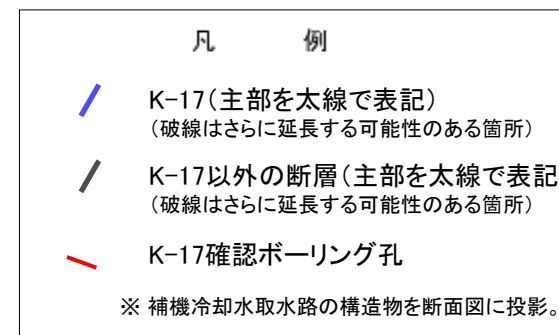 凡　　　例
K-17（主部を太線で表記）
（破線はさらに延長する可能性のある箇所）
K-17以外の断層（主部を太線で表記
（破線はさらに延長する可能性のある箇所）
K-17確認ボーリング孔
※ 補機冷却水取水路の構造物を断面図に投影。